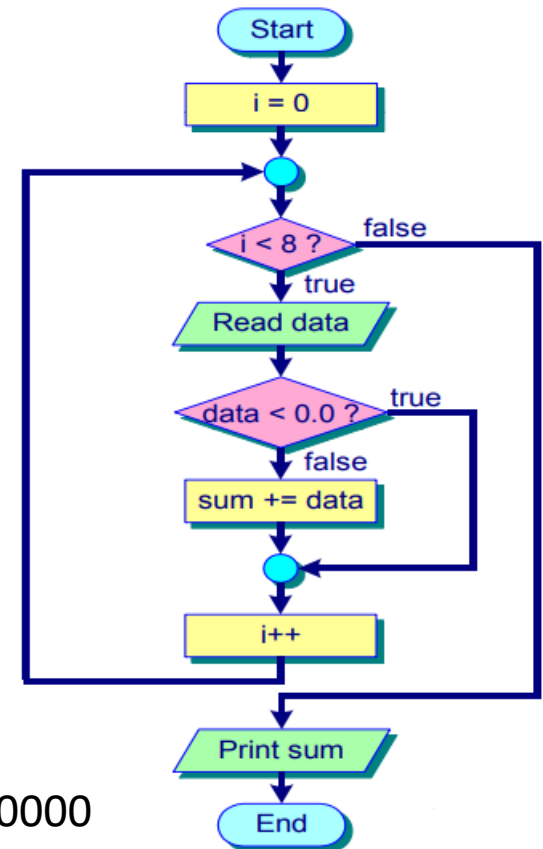 Start
i = 0
i < 8 ?
false
true
Read data
data < 0.0 ?
true
false
sum += data
i++
Print sum
0000
End